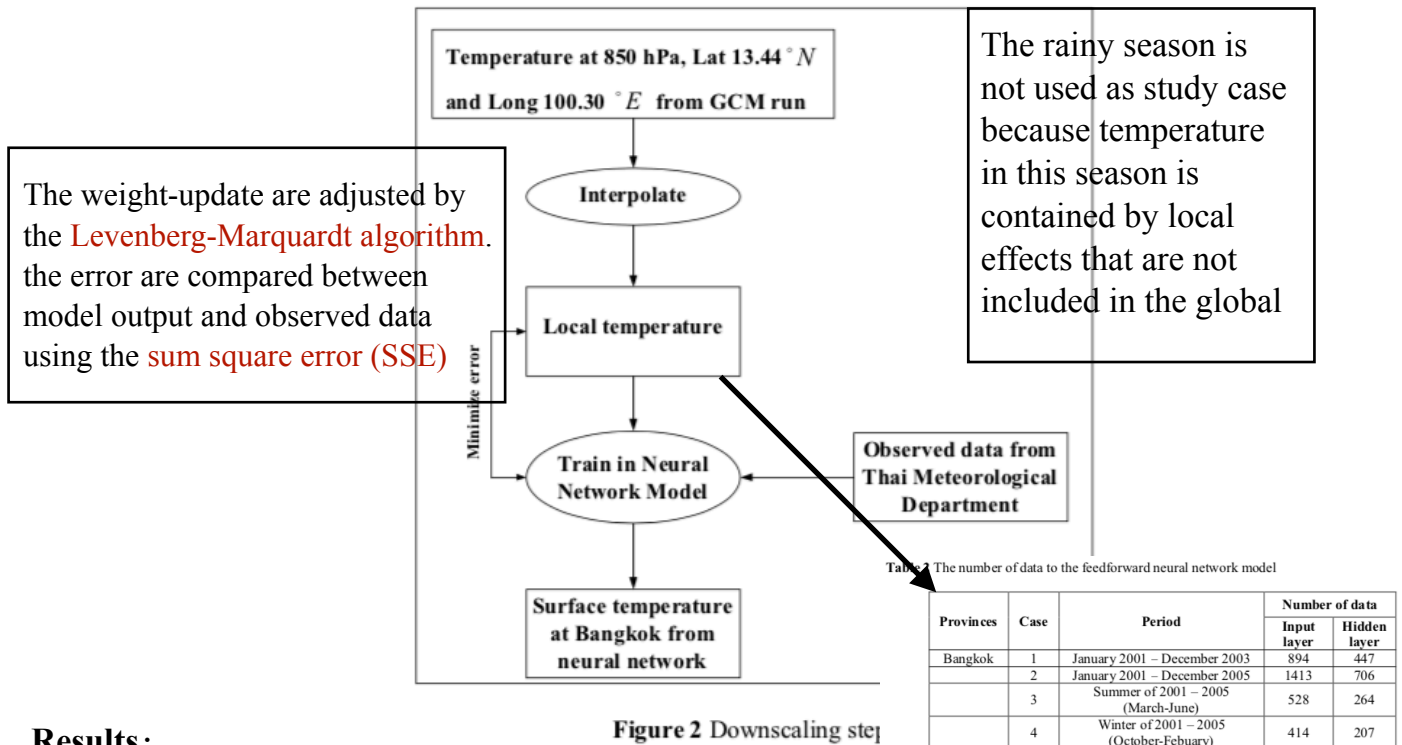 Temperature at 850 hPa, Lat 13.44 °N
and Long 100.30 °E from GCM run
Interpolate
Local temperature
Minimize error
Train in Neural
Network Model
Observed data from
Thai Meteorological
Department
Surface temperature
at Bangkok from
neural network
The weight-update are adjusted by
the Levenberg-Marquardt algorithm.
the error are compared between
model output and observed data
using the sum square error (SSE)
The rainy season is
not used as study case
because temperature
in this season is
contained by local
effects that are not
included in the global
The number of data to the feedforward neural network model
Provinces Case Period Number of data
Input layer Hidden layer
Bangkok 1 January 2001 – December 2003 894 447
2 January 2001 – December 2005 1413 706
3 Summer of 2001 – 2005 (March-June) 528 264
4 Winter of 2001 – 2005 (October-Febuary) 414 207
Figure 2 Downscaling step
Results: